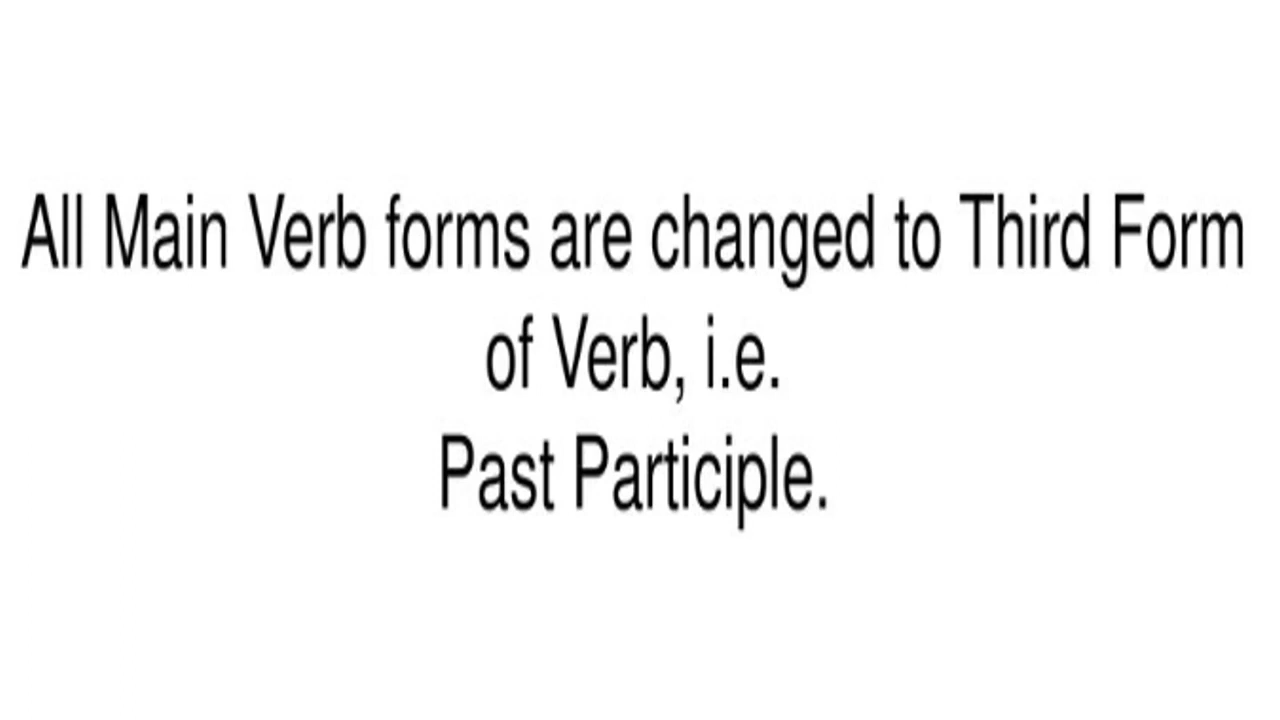 All Main Verb forms are changed to Third Form
of Verb, i.e.
Past Participle.